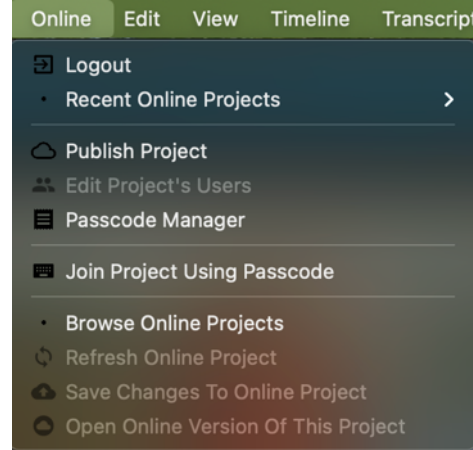 Online Edit View Timeline Transcript
Logout
Recent Online Projects
Publish Project
Edit Project's Users
Passcode Manager
Join Project Using Passcode
Browse Online Projects
Refresh Online Project
Save Changes To Online Project
Open Online Version Of This Project